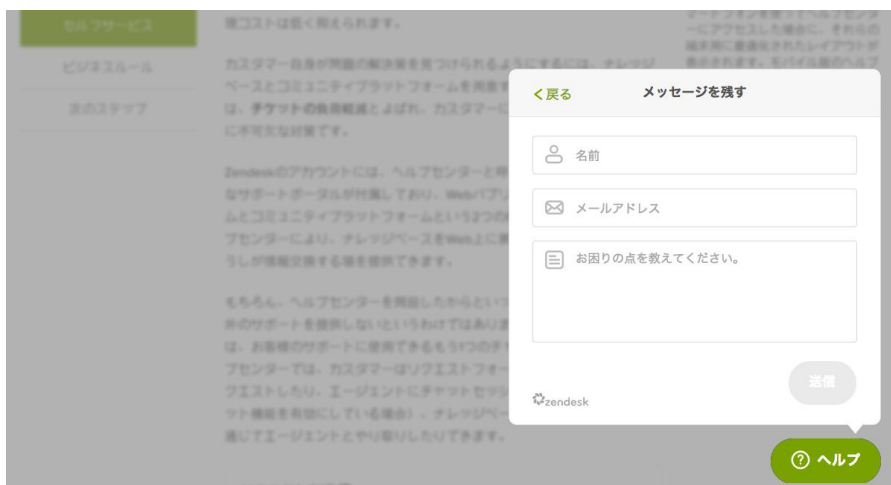 セルフサービス
ビジネスルール
次のステップ
理コストは低く抑えられます。
カスタマー自身が問題の解決策を見つけられるようにするには、ナレッジ
ベースとコミュニティプラットフォームを用意す
は、チケットの負荷軽減とよばれ、カスタマーに
に不可欠な対策です。
Zendeskのアカウントには、ヘルプセンターと呼
なサポートポータルが付属しており、Webパブリ
ムとコミュニティプラットフォームという2つの
プセンターにより、ナレッジベースをWeb上に
うしが情報交換する場を提供できます。
もちろん、ヘルプセンターを開設したからといっ
のサポートを提供しないというわけではありま
は、お客様のサポートに使用できるもう1つのチ
プセンターでは、カスタマーはリクエストフォー
クエストしたり、エージェントにチャットセッシ
ット機能を有効にしている場合）、ナレッジベー
通じてエージェントとやり取りしたりできます。
マートフォンを使ってヘルプセンタ
ーにアクセスした場合に、それらの
端末用に最適化されたレイアウトが
表示されます。モバイル版のヘルプ
戻る
メッセージを残す
名前
メールアドレス
お困りの点を教えてください。
送信
zendesk
ヘルプ